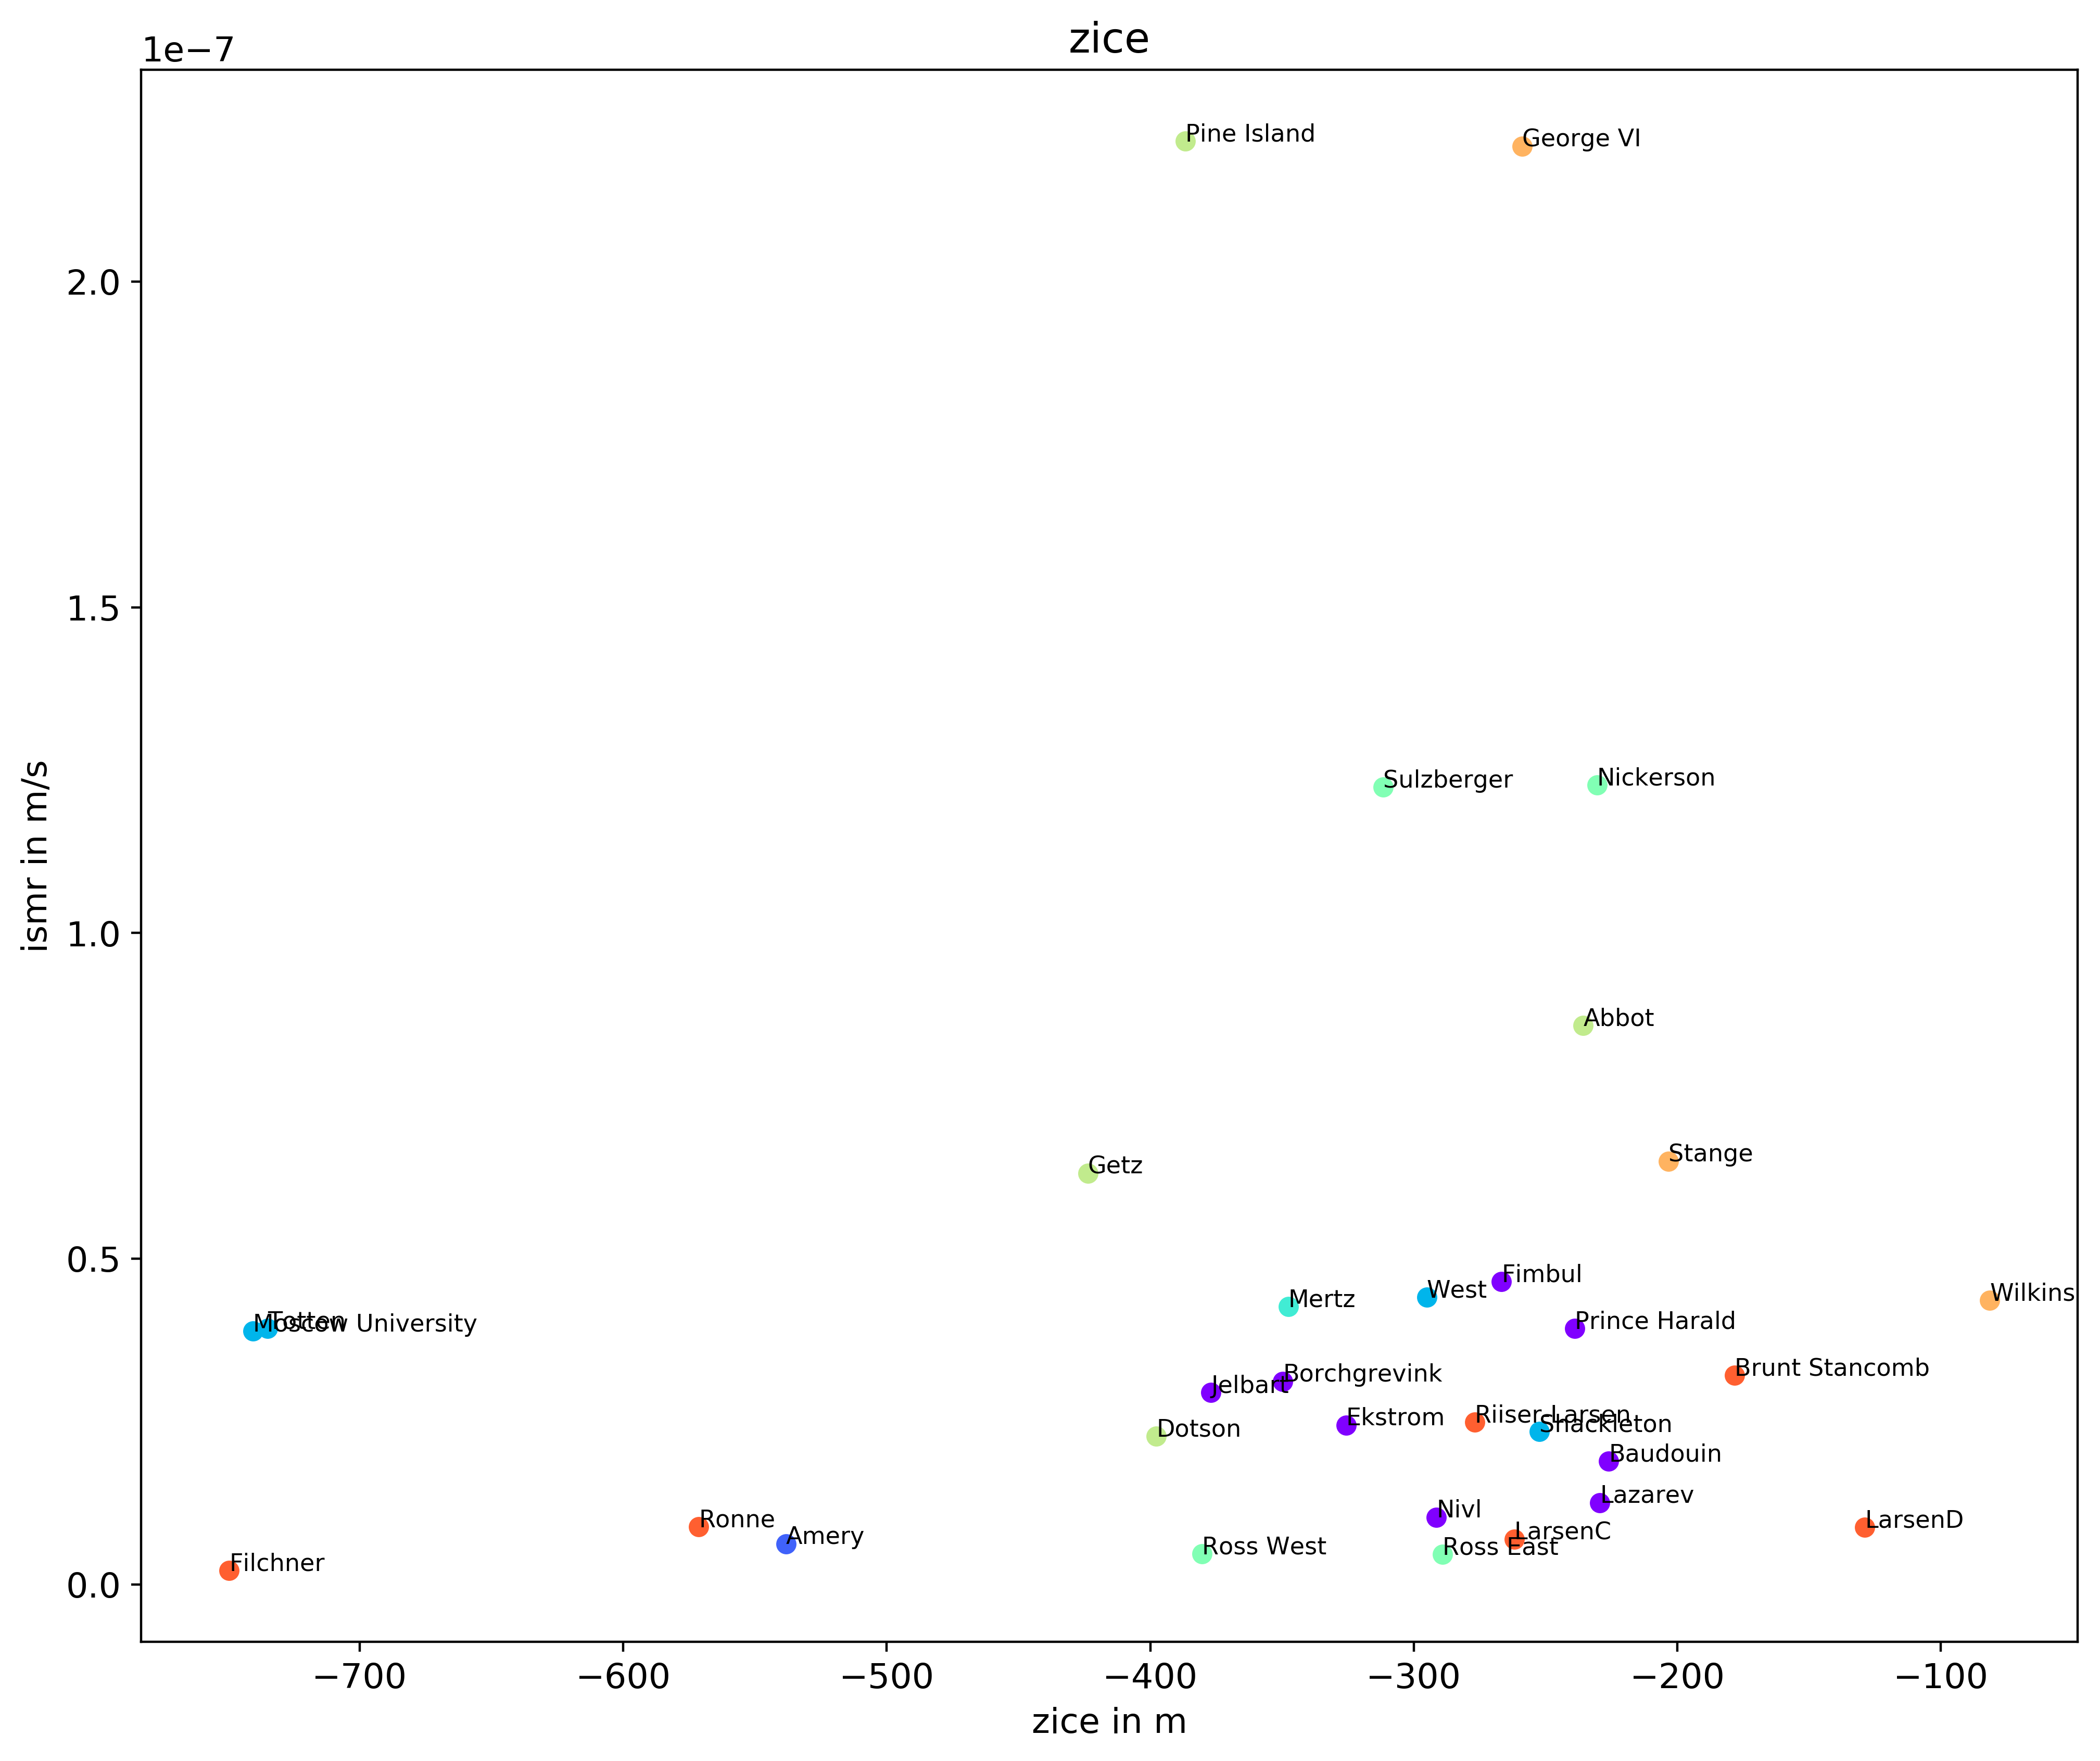 zice
1e−7
Pine Island
George VI
2.0
1.5
Sulzberger
Nickerson
1.0
Abbot
Getz
Stange
0.5
Fimbul
West
Mertz
Wilkins
Totten
Moscow University
Prince Harald
Borchgrevink
Jelbart
Brunt Stancomb
Ekstrom
Riiser-Larsen
Shackleton
Dotson
Baudouin
Lazarev
Nivl
Ronne
LarsenD
Amery
LarsenC
Ross West
Ross East
Filchner
0.0
ismr in m/s
−700 −600 −500 −400 −300 −200 −100
zice in m